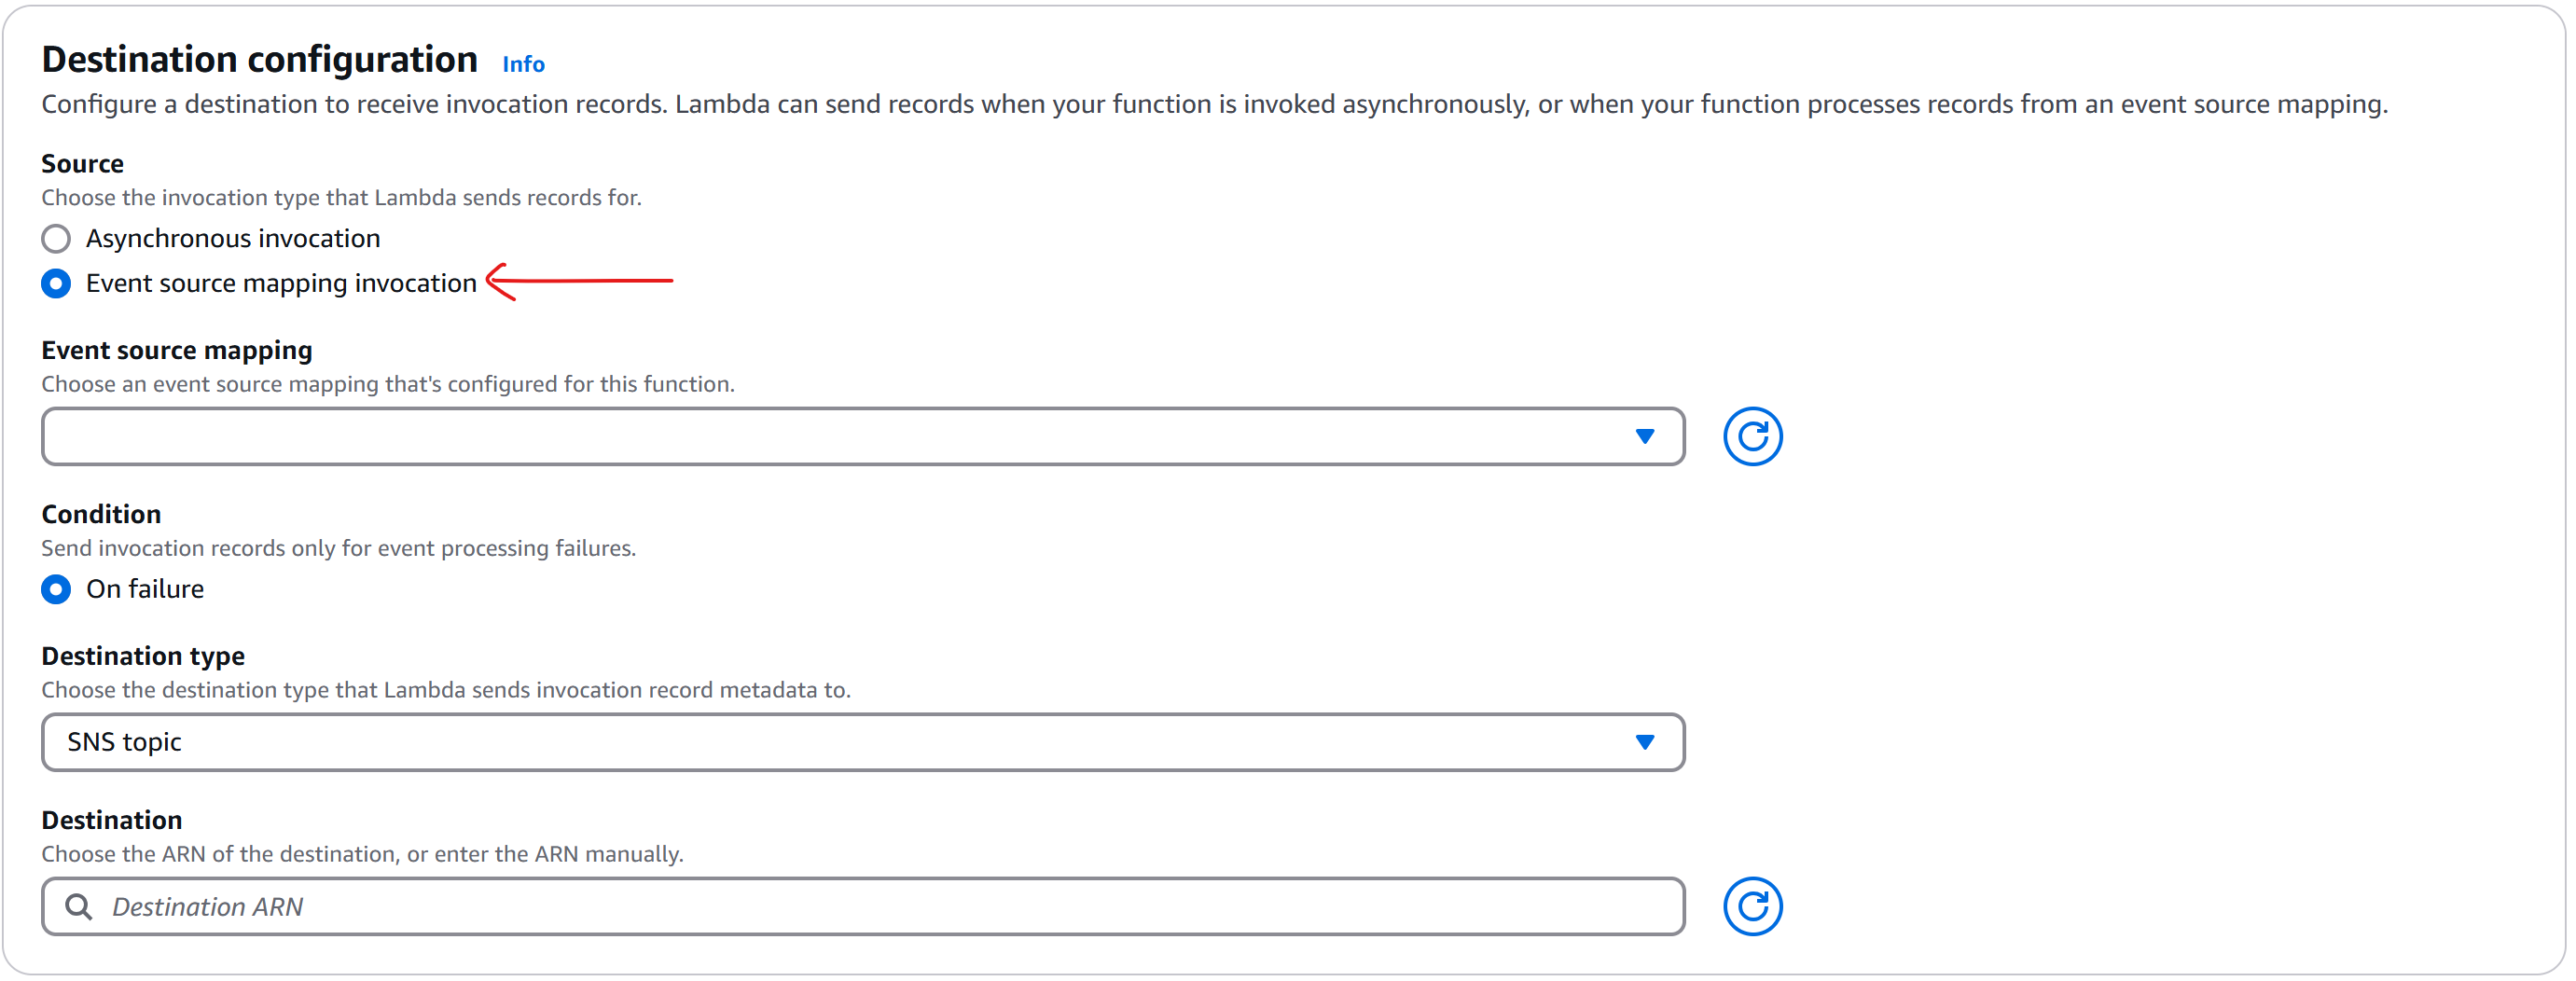 Destination configuration Info
Configure a destination to receive invocation records. Lambda can send records when your function is invoked asynchronously, or when your function processes records from an event source mapping.
Source
Choose the invocation type that Lambda sends records for.
Asynchronous invocation
Event source mapping invocation
Event source mapping
Choose an event source mapping that's configured for this function.
Condition
Send invocation records only for event processing failures.
On failure
Destination type
Choose the destination type that Lambda sends invocation record metadata to.
SNS topic
Destination
Choose the ARN of the destination, or enter the ARN manually.
Destination ARN